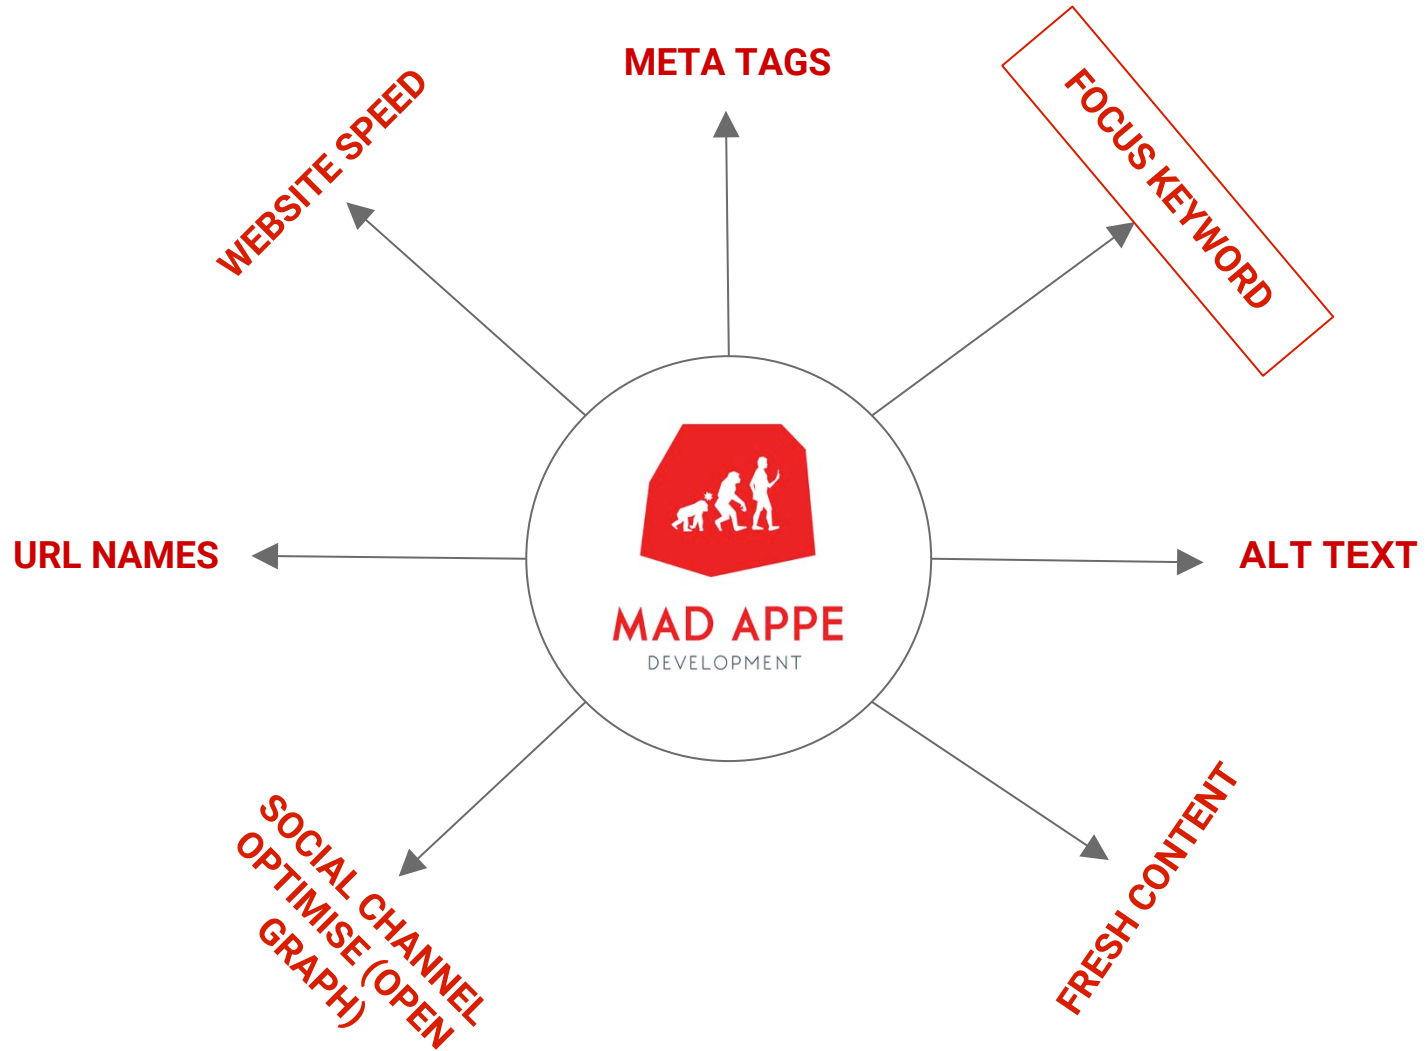 META TAGS
FOCUS KEYWORD
WEBSITE SPEED
URL NAMES
ALT TEXT
MAD APPE
DEVELOPMENT
SOCIAL CHANNEL
OPTIMISE (OPEN
GRAPH)
FRESH CONTENT